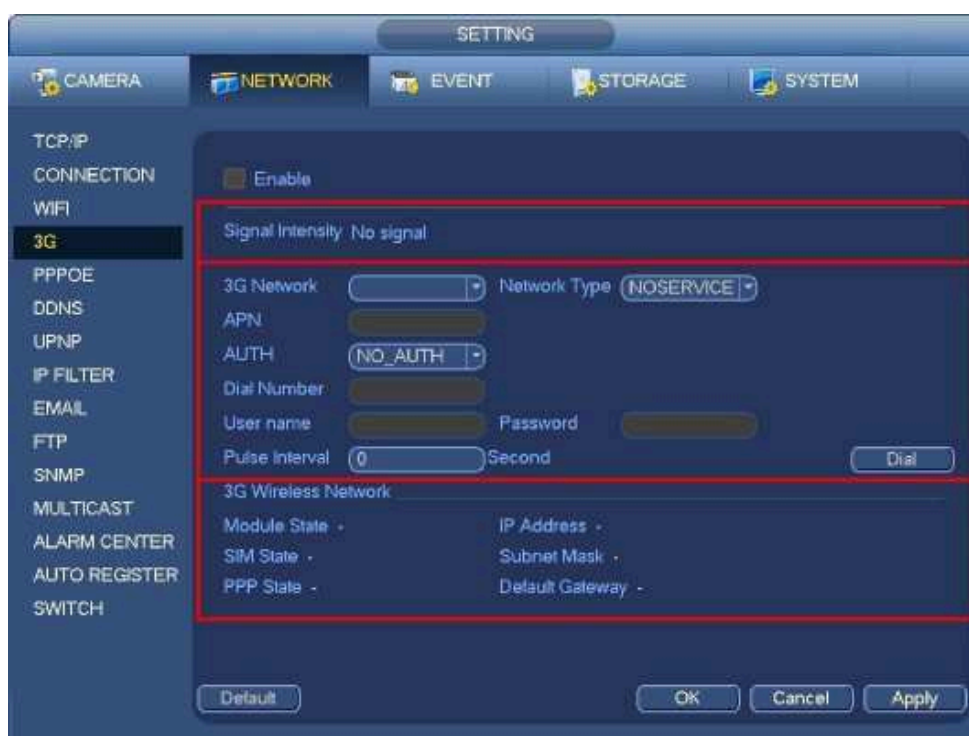 SETTING
CAMERA NETWORK EVENT STORAGE SYSTEM
TCP/IP
CONNECTION
WIFI
3G
PPPOE
DDNS
UPNP
IP FILTER
EMAIL
FTP
SNMP
MULTICAST
ALARM CENTER
AUTO REGISTER
SWITCH
Enable
Signal Intensity No signal
3G Network Network Type NOSERVICE
APN
AUTH NO_AUTH
Dial Number
User name Password
Pulse Interval 0 Second Dial
3G Wireless Network
Module State - IP Address -
SIM State - Subnet Mask -
PPP State - Default Gateway -
Default OK Cancel Apply